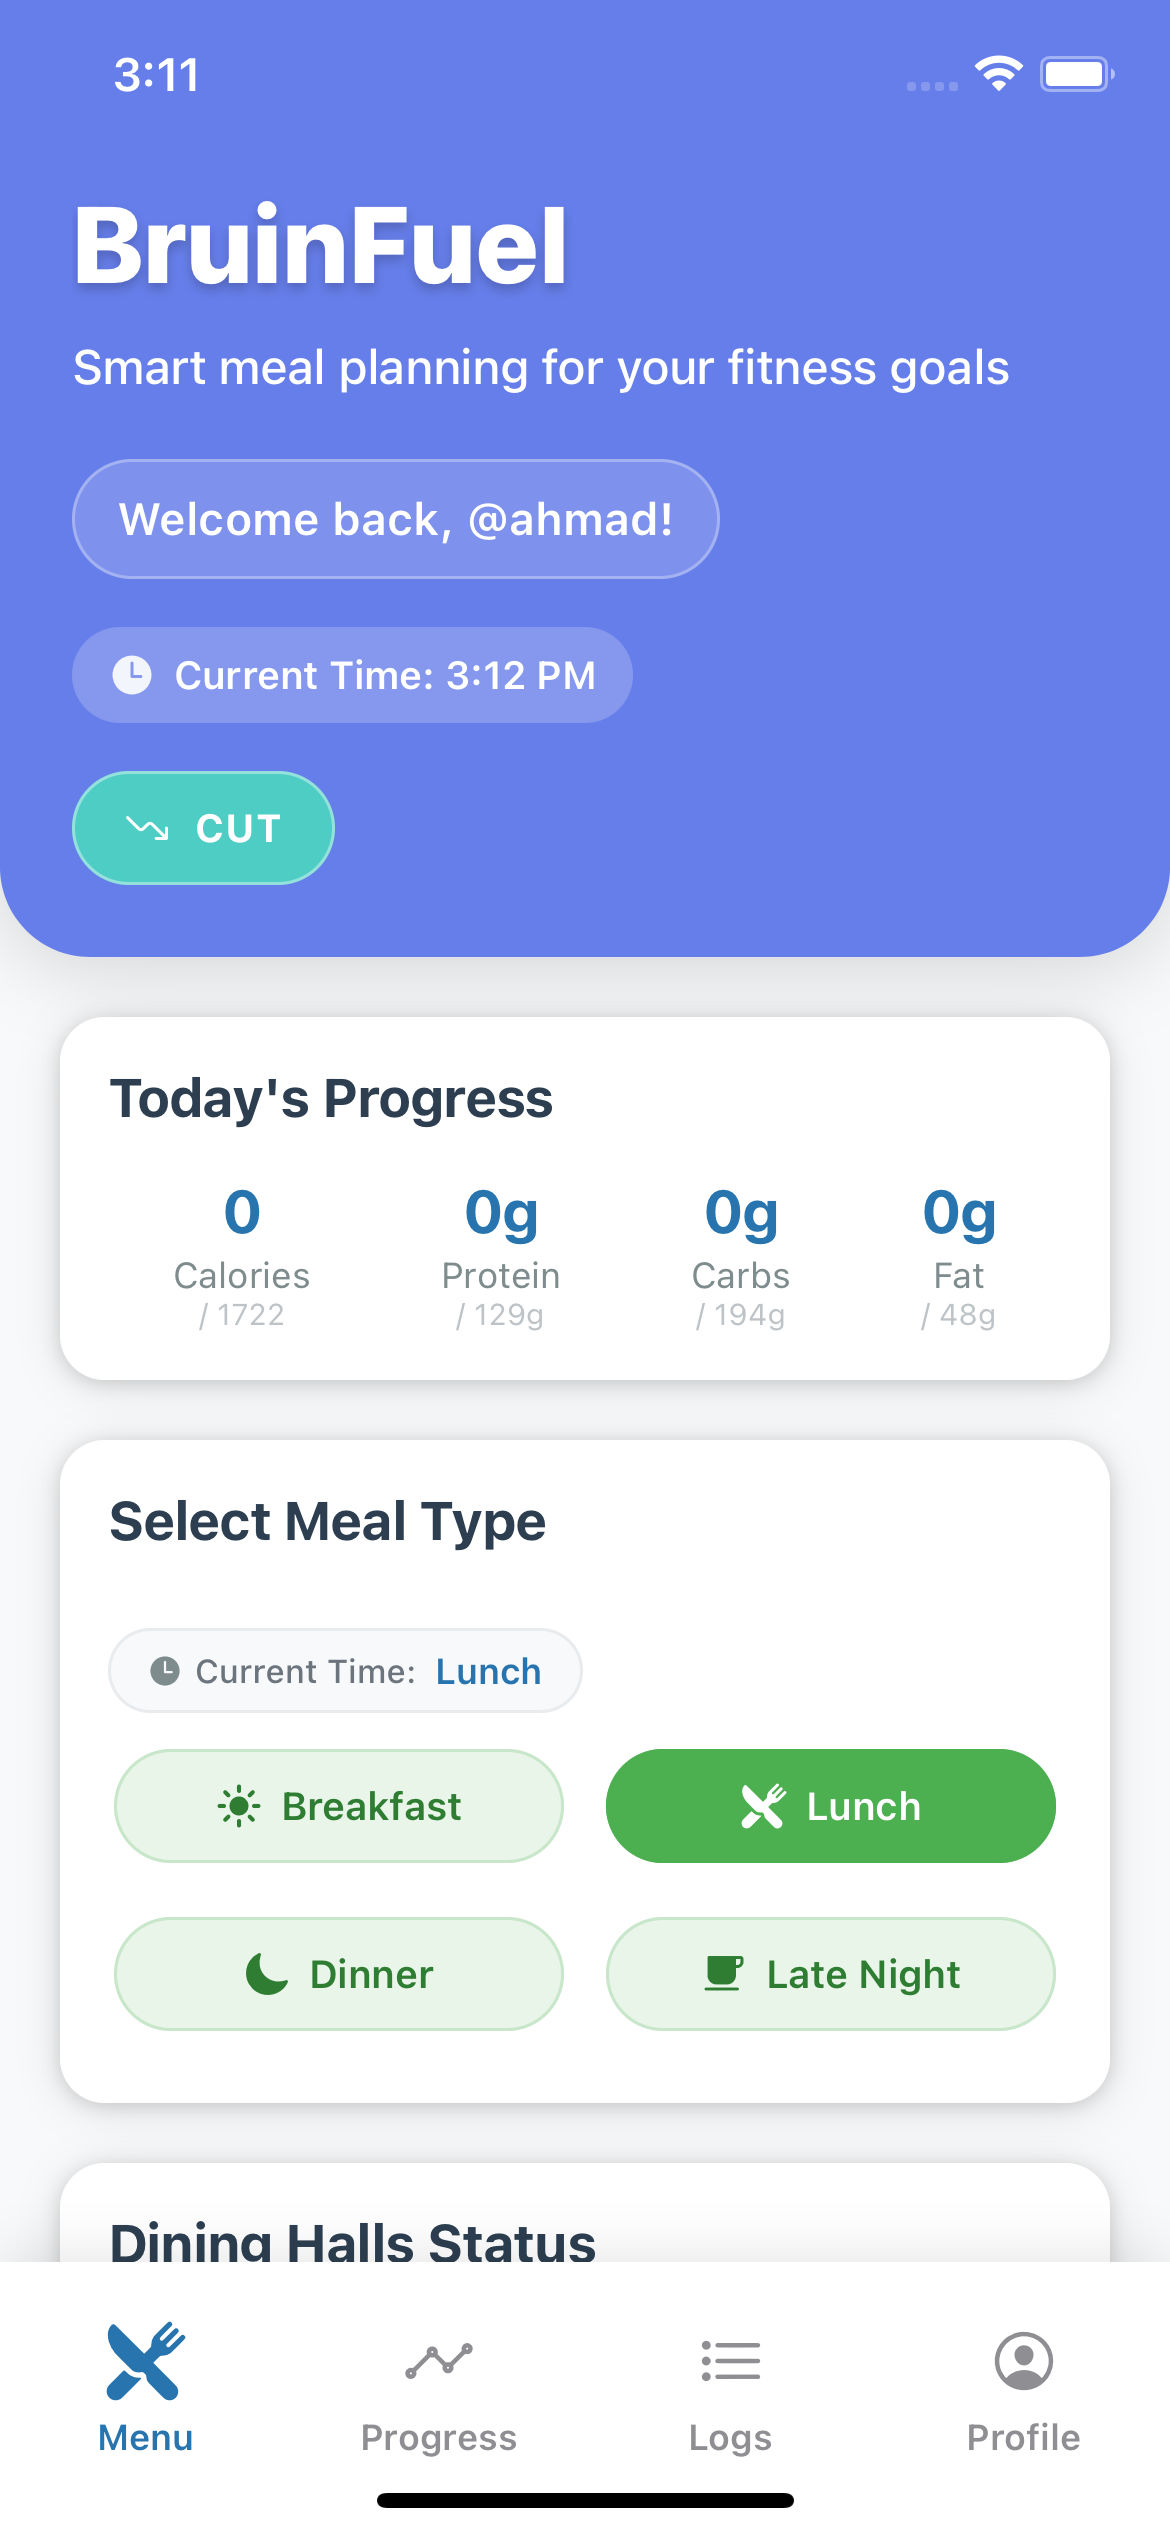 3:11
BruinFuel
Smart meal planning for your fitness goals
Welcome back, @ahmad!
Current Time: 3:12 PM
CUT
Today's Progress
0 0g 0g 0g
Calories Protein Carbs Fat
/ 1722 / 129g / 194g / 48g
Select Meal Type
Current Time: Lunch
Breakfast Lunch
Dinner Late Night
Dining Halls Status
Menu Progress Logs Profile